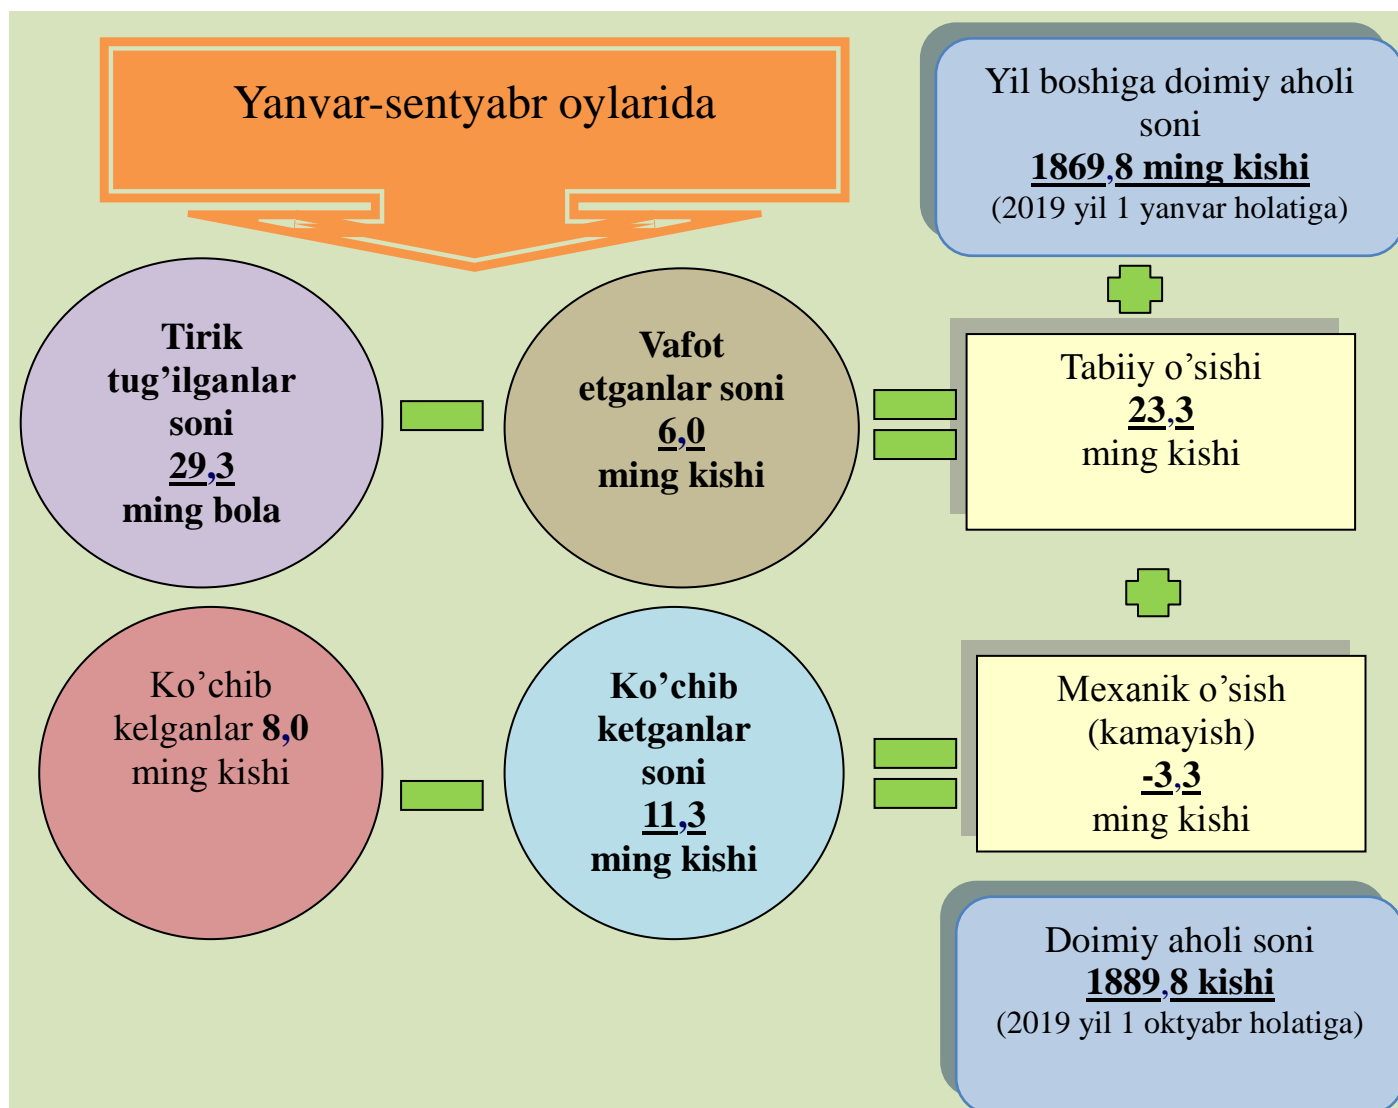 Yanvar-sentyabr oylarida
Yil boshiga doimiy aholi
soni
1869,8 ming kishi
(2019 yil 1 yanvar holatiga)
Tirik
tug’ilganlar
soni
29,3
ming bola
Vafot
etganlar soni
6,0
ming kishi
Tabiiy o’sishi
23,3
ming kishi
Ko’chib
kelganlar 8,0
ming kishi
Ko’chib
ketganlar
soni
11,3
ming kishi
Mexanik o’sish
(kamayish)
-3,3
ming kishi
Doimiy aholi soni
1889,8 kishi
(2019 yil 1 oktyabr holatiga)